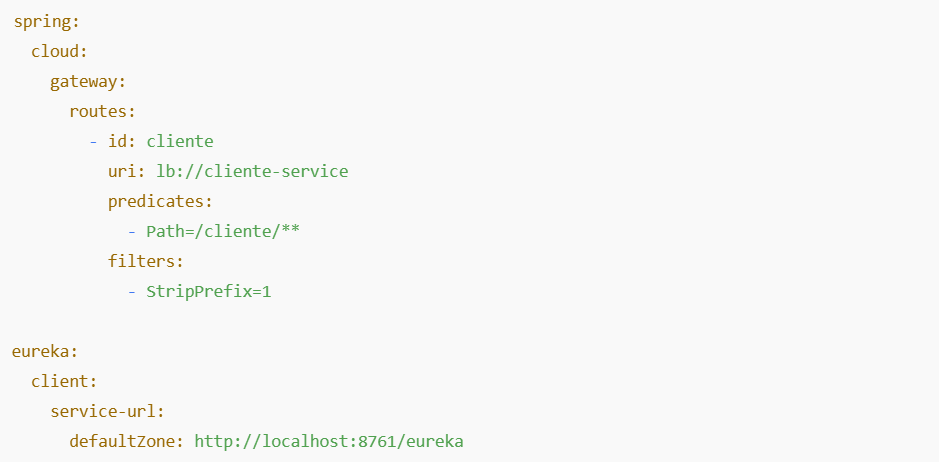 spring:
  cloud:
    gateway:
      routes:
        - id: cliente
          uri: lb://cliente-service
          predicates:
            - Path=/cliente/**
          filters:
            - StripPrefix=1

eureka:
  client:
    service-url:
      defaultZone: http://localhost:8761/eureka